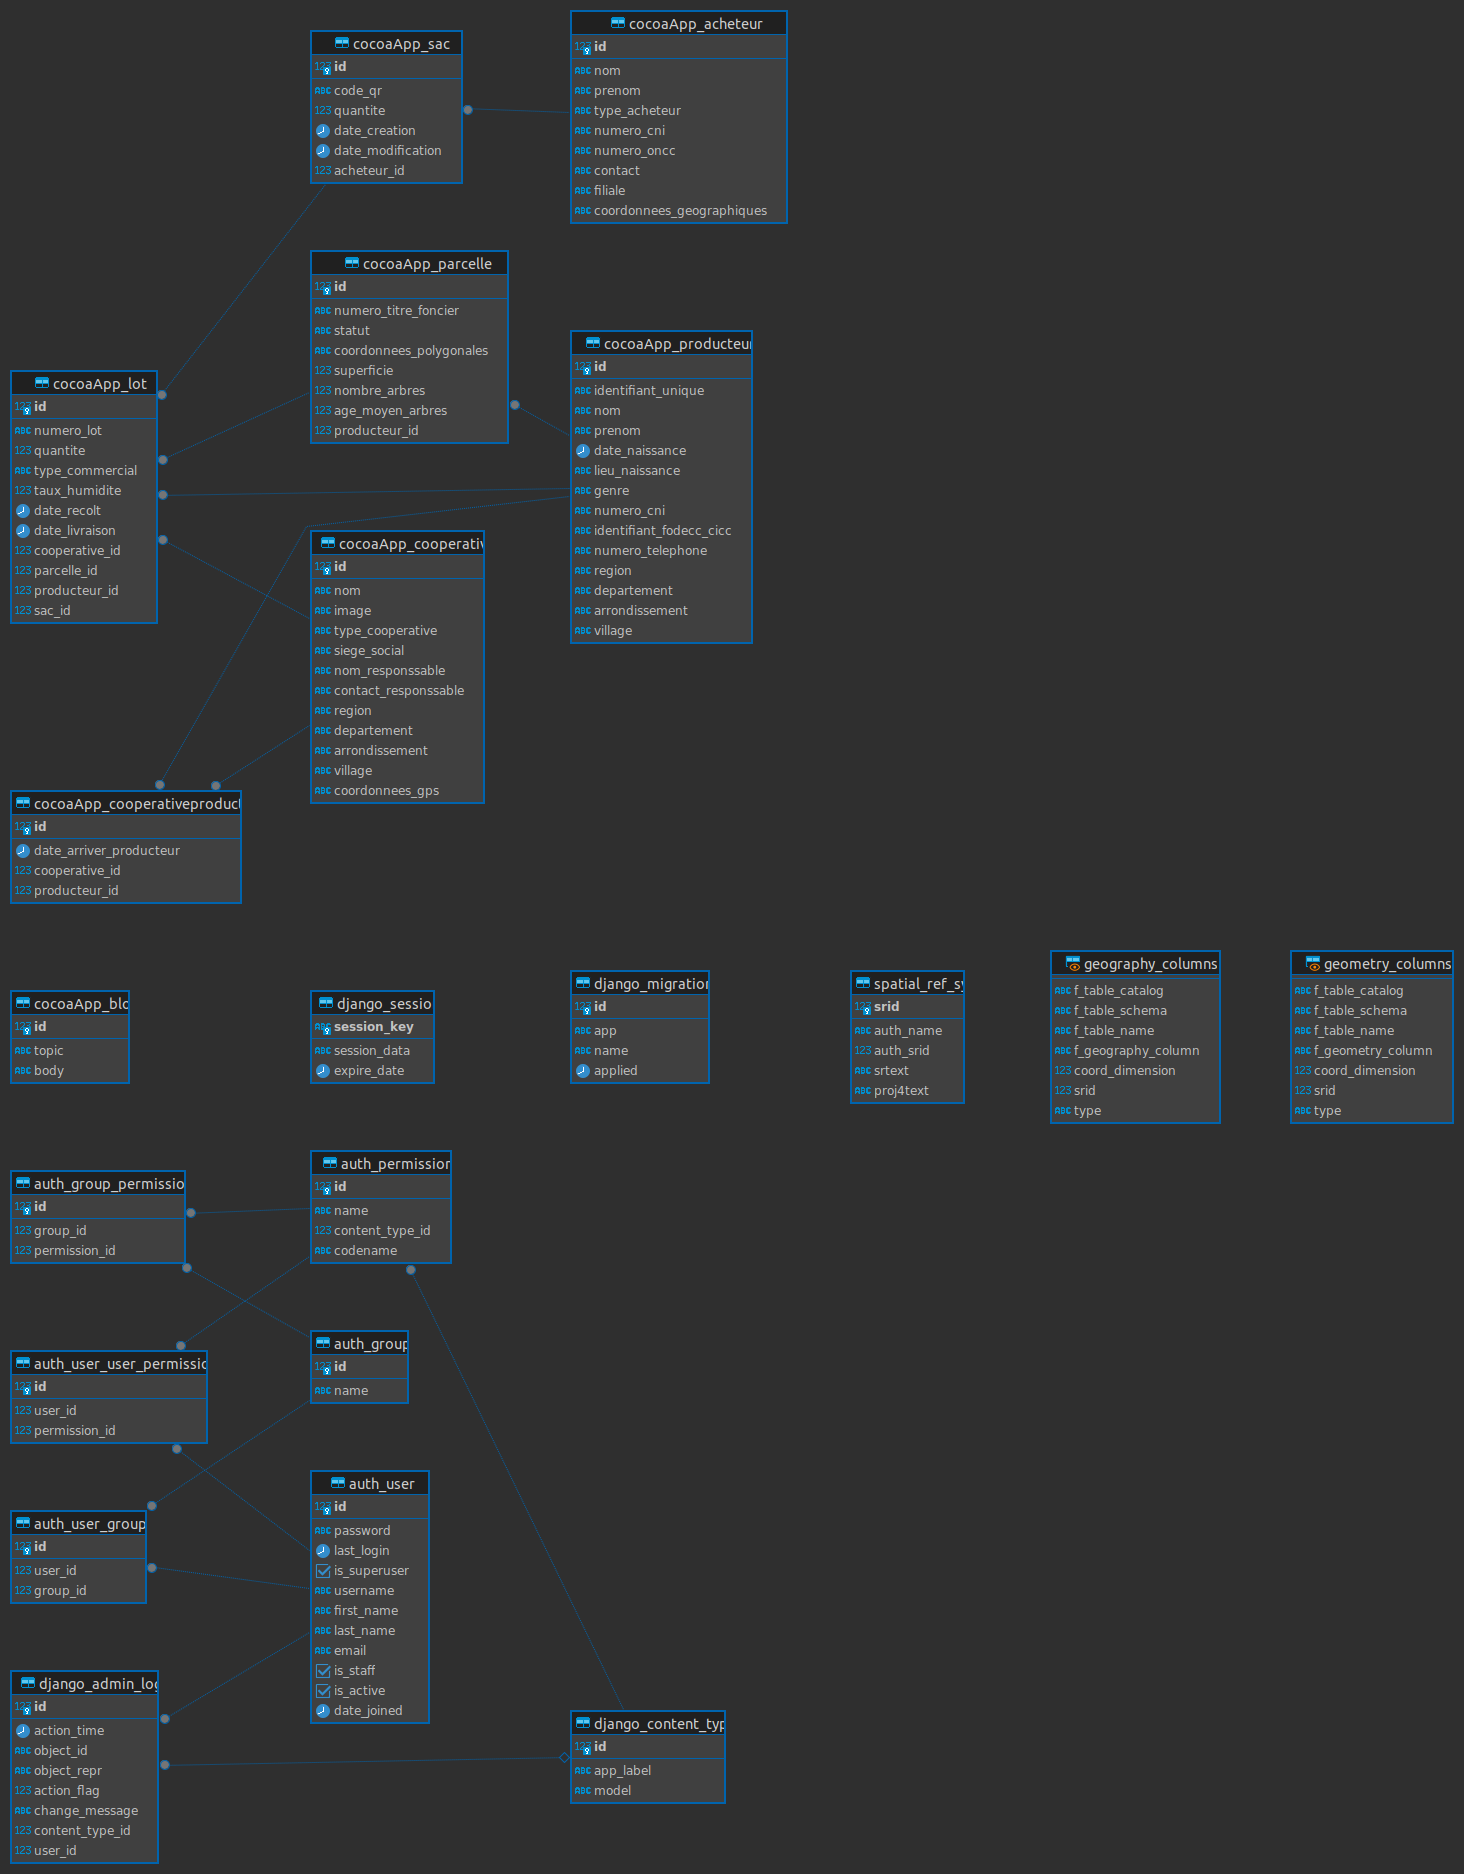 cocoaApp_sac
123 id
ABC code_qr
123 quantite
date_creation
date_modification
123 acheteur_id
cocoaApp_acheteur
123 id
ABC nom
ABC prenom
ABC type_acheteur
ABC numero_cni
ABC numero_oncc
ABC contact
ABC filiale
ABC coordonnees_geographiques
cocoaApp_parcelle
123 id
ABC numero_titre_foncier
ABC statut
ABC coordonnees_polygonales
123 superficie
123 nombre_arbres
123 age_moyen_arbres
123 producteur_id
cocoaApp_producteur
123 id
ABC identifiant_unique
ABC nom
ABC prenom
date_naissance
ABC lieu_naissance
ABC genre
ABC numero_cni
ABC identifiant_fodecc_cicc
ABC numero_telephone
ABC region
ABC departement
ABC arrondissement
ABC village
cocoaApp_lot
123 id
ABC numero_lot
123 quantite
ABC type_commercial
ABC taux_humidite
date_recolt
date_livraison
123 cooperative_id
123 parcelle_id
123 producteur_id
123 sac_id
cocoaApp_cooperativ
123 id
ABC nom
ABC image
ABC type_cooperative
ABC siege_social
ABC nom_responssable
ABC contact_responssable
ABC region
ABC departement
ABC arrondissement
ABC village
ABC coordonnees_gps
cocoaApp_cooperativeproduct
123 id
date_arriver_producteur
123 cooperative_id
123 producteur_id
cocoaApp_blo
123 id
ABC topic
ABC body
django_sessio
ABC session_key
ABC session_data
expire_date
django_migration
123 id
ABC app
ABC name
applied
spatial_ref_sy
123 srid
ABC auth_name
123 auth_srid
ABC srtext
ABC proj4text
geography_columns
ABC f_table_catalog
ABC f_table_schema
ABC f_table_name
ABC f_geography_column
123 coord_dimension
123 srid
ABC type
geometry_columns
ABC f_table_catalog
ABC f_table_schema
ABC f_table_name
ABC f_geometry_column
123 coord_dimension
123 srid
ABC type
auth_group_permissio
123 id
123 group_id
123 permission_id
auth_permission
123 id
ABC name
123 content_type_id
ABC codename
auth_user_user_permissio
123 id
123 user_id
123 permission_id
auth_group
123 id
ABC name
auth_user_group
123 id
123 user_id
123 group_id
auth_user
123 id
ABC password
last_login
is_superuser
ABC username
ABC first_name
ABC last_name
ABC email
is_staff
is_active
date_joined
django_admin_log
123 id
action_time
ABC object_id
ABC object_repr
123 action_flag
ABC change_message
123 content_type_id
123 user_id
django_content_typ
123 id
ABC app_label
ABC model